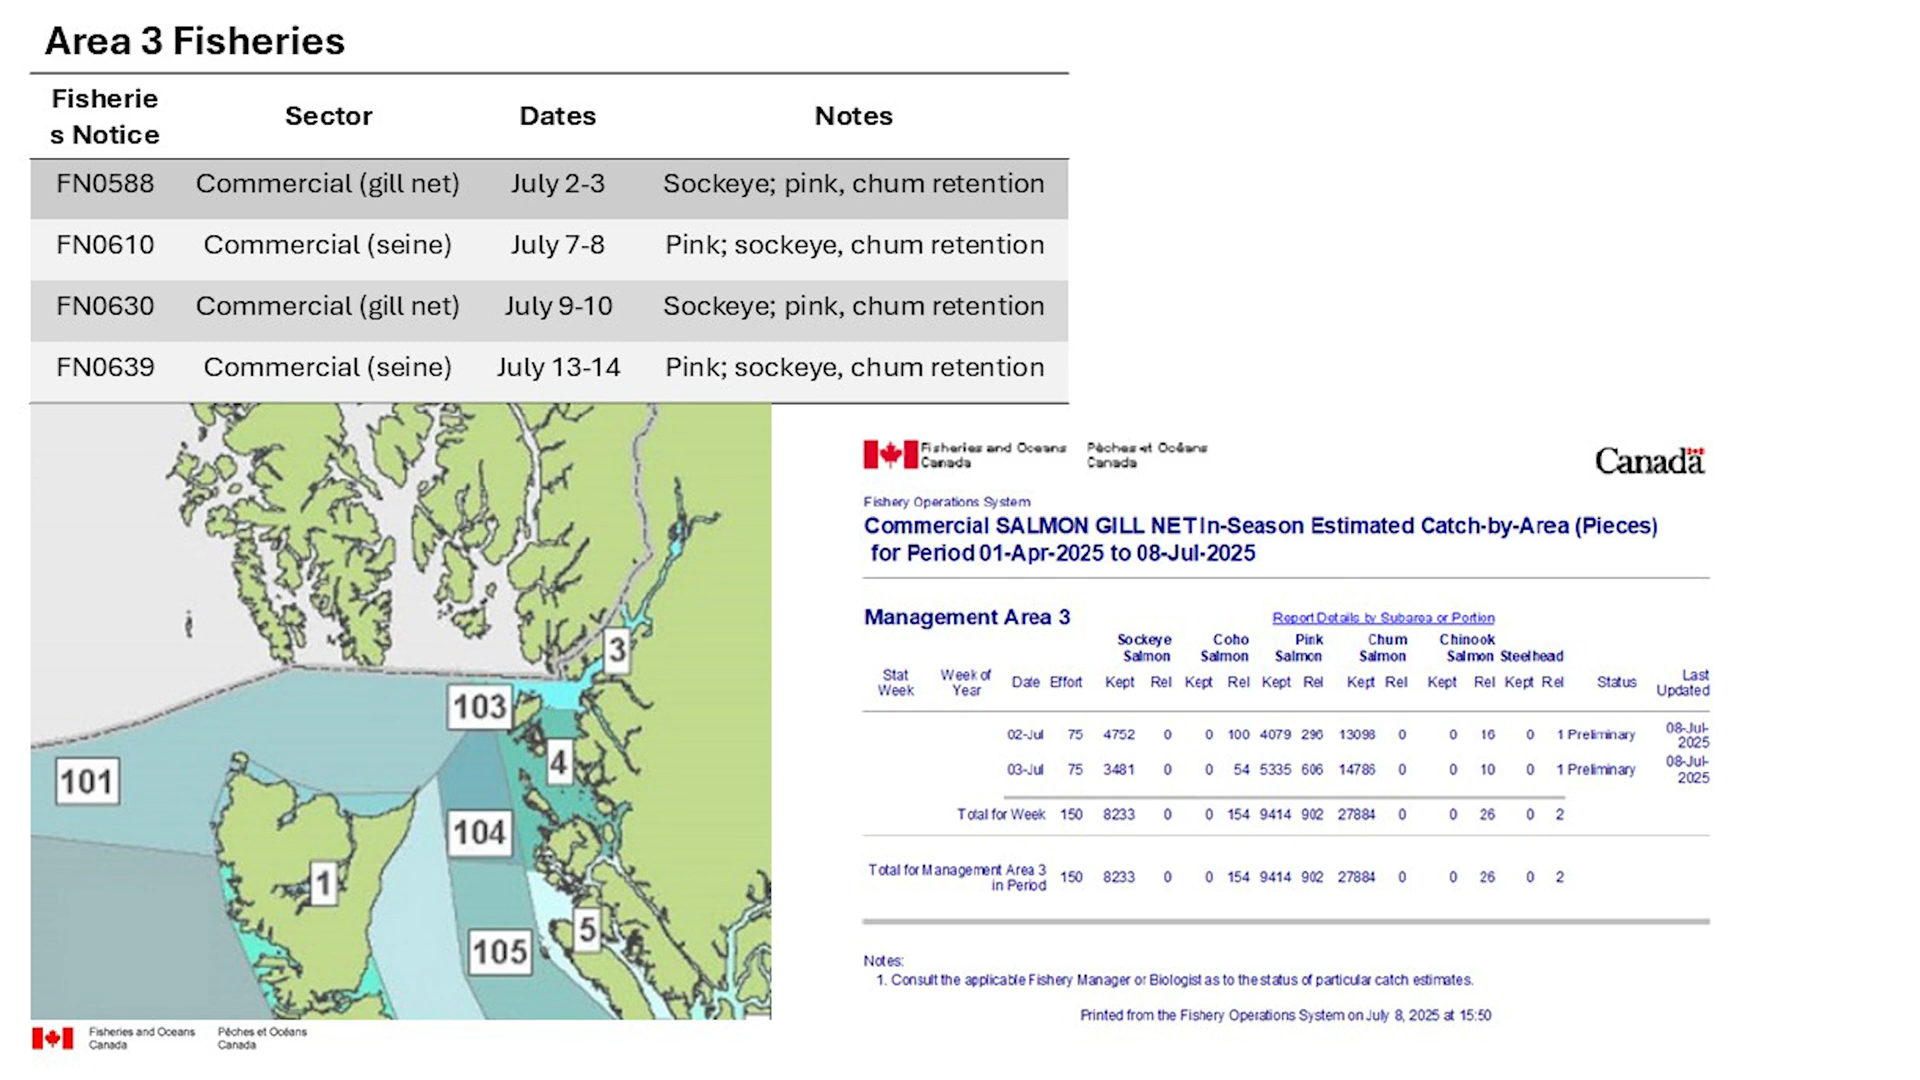 Area 3 Fisheries
Fisherie
s Notice
Sector
Dates
Notes
FN0588 Commercial (gill net) July 2-3 Sockeye; pink, chum retention
FN0610 Commercial (seine) July 7-8 Pink; sockeye, chum retention
FN0630 Commercial (gill net) July 9-10 Sockeye; pink, chum retention
FN0639 Commercial (seine) July 13-14 Pink; sockeye, chum retention
3
103
4
101
104
1
5
105
Fisheries and Oceans
Canada
Pêches et Océans
Canada
Fisheries and Oceans
Canada
Pêches et Océans
Canada
Canada
Fishery Operations System
Commercial SALMON GILL NET In-Season Estimated Catch-by-Area (Pieces)
for Period 01-Apr-2025 to 08-Jul-2025
Management Area 3
Report Details by Subarea or Portion
Sockeye Coho Pink Chum Chinook
Salmon Salmon Salmon Salmon Salmon Steelhead
Stat Week of Last
Week Year Date Effort Kept Rel Kept Rel Kept Rel Kept Rel Kept Rel Kept Rel Status Updated
02-Jul 75 4752 0 0 100 4079 296 13098 0 0 16 0 1 Preliminary 08-Jul-
2025
03-Jul 75 3481 0 0 54 5335 606 14786 0 0 10 0 1 Preliminary 08-Jul-
2025
Total for Week 150 8233 0 0 154 9414 902 27884 0 0 26 0 2
Total for Management Area 3
in Period 150 8233 0 0 154 9414 902 27884 0 0 26 0 2
Notes:
1. Consult the applicable Fishery Manager or Biologist as to the status of particular catch estimates.
Printed from the Fishery Operations System on July 8, 2025 at 15:50